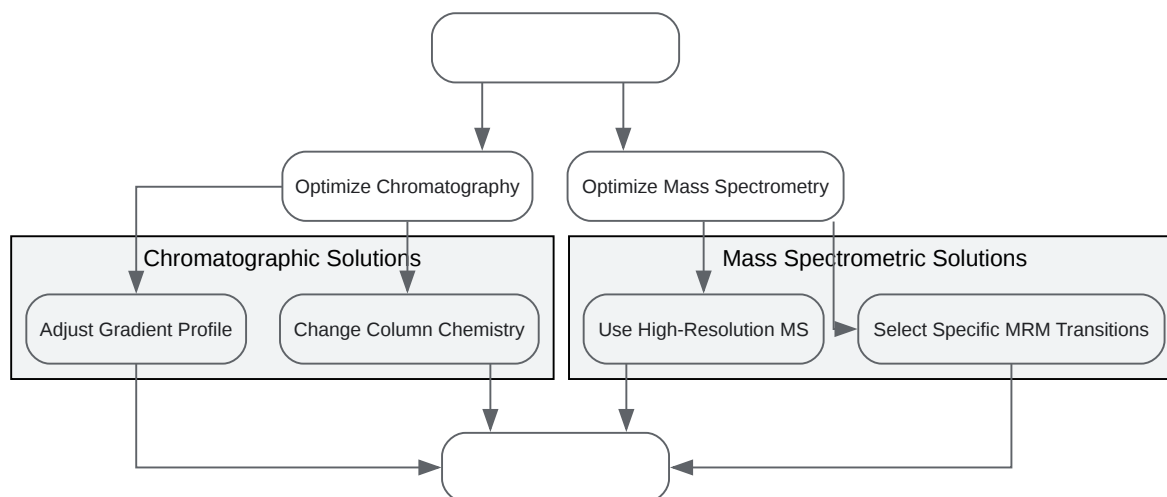 Optimize Chromatography
Optimize Mass Spectrometry
Chromatographic Solutions
Mass Spectrometric Solutions
Adjust Gradient Profile
Change Column Chemistry
Use High-Resolution MS
Select Specific MRM Transitions